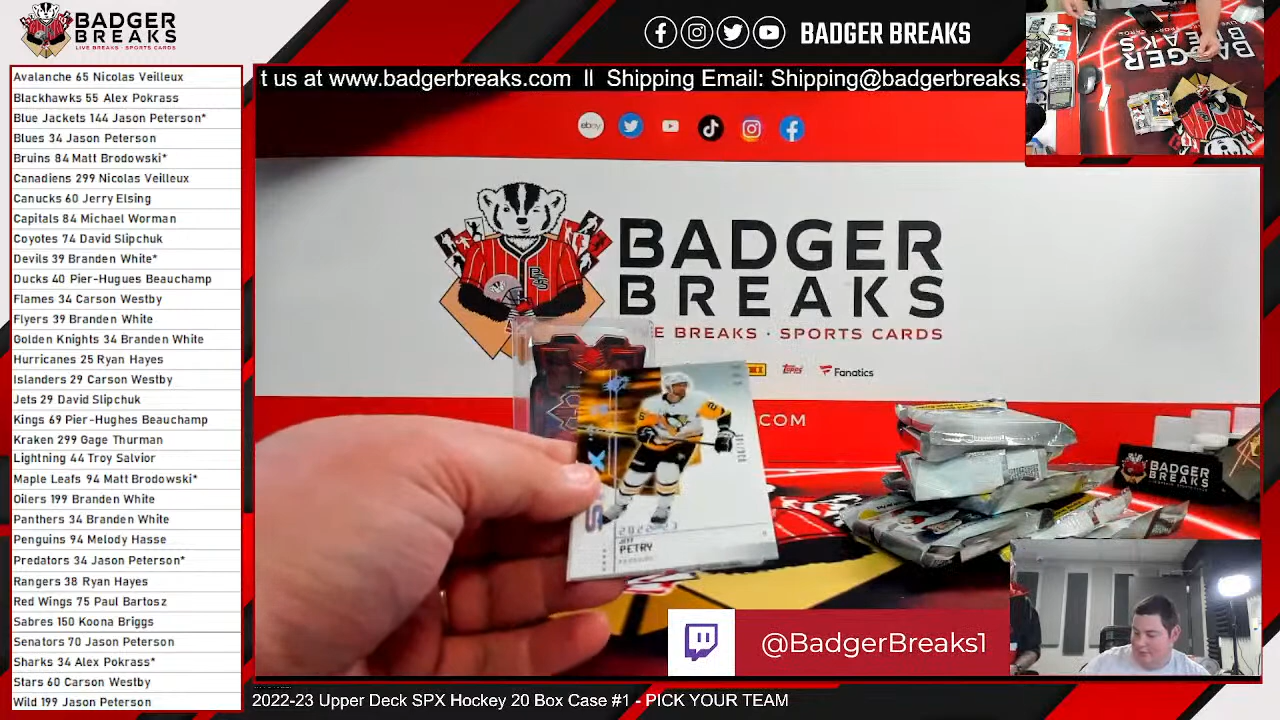 BADGER
BREAKS
LIVE BREAKS · SPORTS CARDS
BADGER BREAKS
Avalanche 65 Nicolas Veilleux
Blackhawks 55 Alex Pokrass
Blue Jackets 144 Jason Peterson*
Blues 34 Jason Peterson
Bruins 84 Matt Brodowski*
Canadiens 299 Nicolas Veilleux
Canucks 60 Jerry Elsing
Capitals 84 Michael Worman
Coyotes 74 David Slipchuk
Devils 39 Branden White*
Ducks 40 Pier-Hugues Beauchamp
Flames 34 Carson Westby
Flyers 39 Branden White
Golden Knights 34 Branden White
Hurricanes 25 Ryan Hayes
Islanders 29 Carson Westby
Jets 29 David Slipchuk
Kings 69 Pier-Hughes Beauchamp
Kraken 299 Gage Thurman
Lightning 44 Troy Salvior
Maple Leafs 94 Matt Brodowski*
Oilers 199 Branden White
Panthers 34 Branden White
Penguins 94 Melody Hasse
Predators 34 Jason Peterson*
Rangers 38 Ryan Hayes
Red Wings 75 Paul Bartosz
Sabres 150 Koona Briggs
Senators 70 Jason Peterson
Sharks 34 Alex Pokrass*
Stars 60 Carson Westby
Wild 199 Jason Peterson
t us at www.badgerbreaks.com || Shipping Email: Shipping@badgerbreaks.
ebay
BADGER
BREAKS
E BREAKS · SPORTS CARDS
topps
Fanatics
COM
2022-23
JEFF
PETRY
BADGER
BREAKS
BADGER
BREAKS
@BadgerBreaks1
2022-23 Upper Deck SPX Hockey 20 Box Case #1 - PICK YOUR TEAM